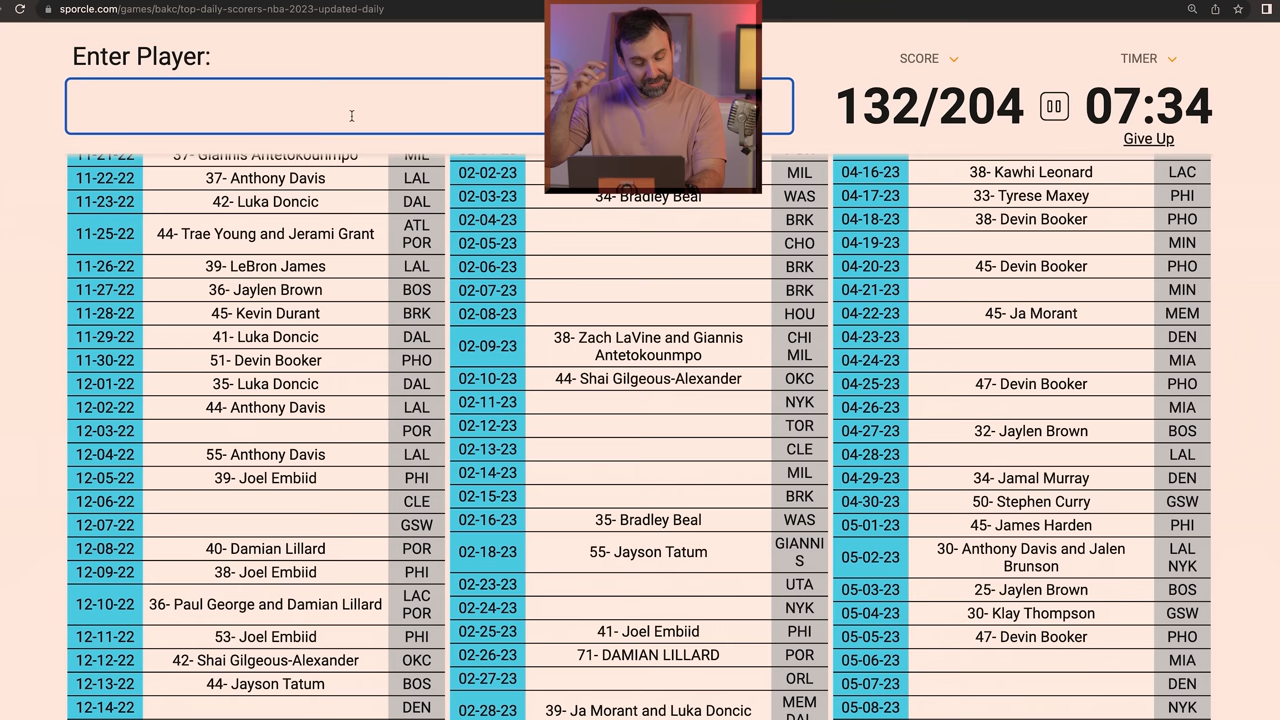 sporcle.com/games/bakc/top-daily-scorers-nba-2023-updated-daily
Enter Player:
SCORE
TIMER
132/204
07:34
Give Up
11-21-22 37- Giannis Antetokounmpo MIL
11-22-22 37- Anthony Davis LAL
11-23-22 42- Luka Doncic DAL
11-25-22 44- Trae Young and Jerami Grant ATL
POR
11-26-22 39- LeBron James LAL
11-27-22 36- Jaylen Brown BOS
11-28-22 45- Kevin Durant BRK
11-29-22 41- Luka Doncic DAL
11-30-22 51- Devin Booker PHO
12-01-22 35- Luka Doncic DAL
12-02-22 44- Anthony Davis LAL
12-03-22 POR
12-04-22 55- Anthony Davis LAL
12-05-22 39- Joel Embiid PHI
12-06-22 CLE
12-07-22 GSW
12-08-22 40- Damian Lillard POR
12-09-22 38- Joel Embiid PHI
12-10-22 36- Paul George and Damian Lillard LAC
POR
12-11-22 53- Joel Embiid PHI
12-12-22 42- Shai Gilgeous-Alexander OKC
12-13-22 44- Jayson Tatum BOS
12-14-22 DEN
02-02-23 MIL
02-03-23 34- Bradley Beal WAS
02-04-23 BRK
02-05-23 CHO
02-06-23 BRK
02-07-23 BRK
02-08-23 HOU
02-09-23 38- Zach LaVine and Giannis CHI
Antetokounmpo MIL
02-10-23 44- Shai Gilgeous-Alexander OKC
02-11-23 NYK
02-12-23 TOR
02-13-23 CLE
02-14-23 MIL
02-15-23 BRK
02-16-23 35- Bradley Beal WAS
02-18-23 55- Jayson Tatum GIANNI
S
02-23-23 UTA
02-24-23 NYK
02-25-23 41- Joel Embiid PHI
02-26-23 71- DAMIAN LILLARD POR
02-27-23 ORL
02-28-23 39- Ja Morant and Luka Doncic MEM
DAL
04-16-23 38- Kawhi Leonard LAC
04-17-23 33- Tyrese Maxey PHI
04-18-23 38- Devin Booker PHO
04-19-23 MIN
04-20-23 45- Devin Booker PHO
04-21-23 MIN
04-22-23 45- Ja Morant MEM
04-23-23 DEN
04-24-23 MIA
04-25-23 47- Devin Booker PHO
04-26-23 MIA
04-27-23 32- Jaylen Brown BOS
04-28-23 LAL
04-29-23 34- Jamal Murray DEN
04-30-23 50- Stephen Curry GSW
05-01-23 45- James Harden PHI
05-02-23 30- Anthony Davis and Jalen LAL
Brunson NYK
05-03-23 25- Jaylen Brown BOS
05-04-23 30- Klay Thompson GSW
05-05-23 47- Devin Booker PHO
05-06-23 MIA
05-07-23 DEN
05-08-23 NYK